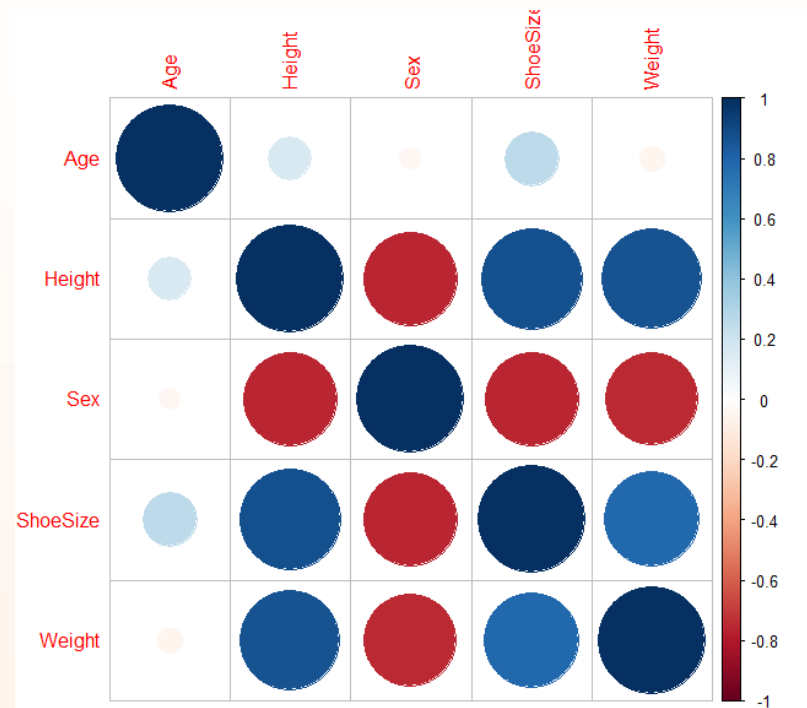 Age
Height
Sex
ShoeSize
Weight
Age
Height
Sex
ShoeSize
Weight
1
0.8
0.6
0.4
0.2
0
-0.2
-0.4
-0.6
-0.8
-1